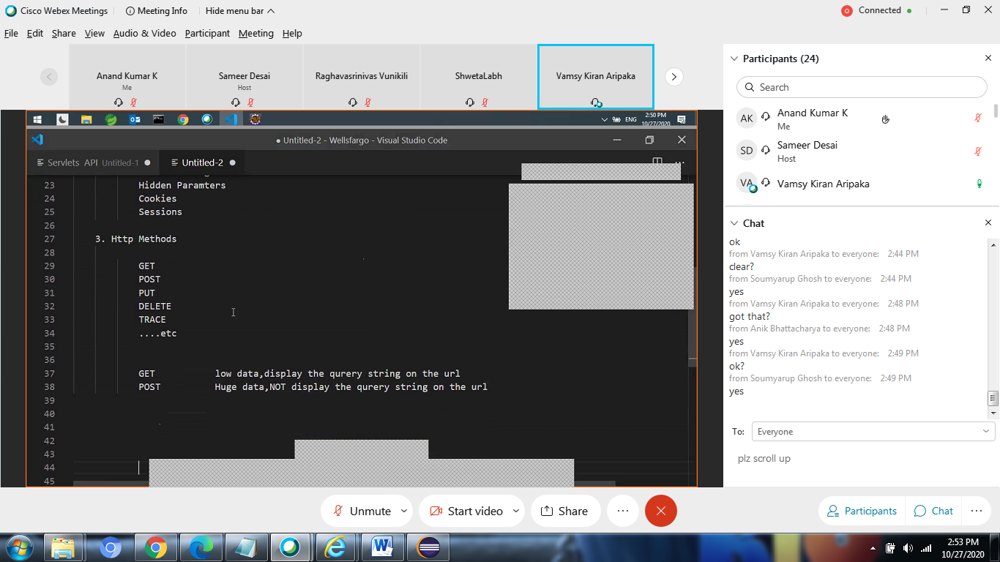 Cisco Webex Meetings
Meeting Info
Hide menu bar
Connected
File Edit Share View Audio & Video Participant Meeting Help
Anand Kumar K
Me
Sameer Desai
Host
Raghavasrinivas Vunikili
ShwetaLabh
Vamsy Kiran Aripaka
ENG
2:50 PM
10/27/2020
● Untitled-2 - Wellsfargo - Visual Studio Code
Servlets API Untitled-1
Untitled-2
23 Hidden Paramters
24 Cookies
25 Sessions
26
27 3. Http Methods
28
29 GET
30 POST
31 PUT
32 DELETE
33 TRACE
34 ....etc
35
36
37 GET low data,display the qurery string on the url
38 POST Huge data,NOT display the qurery string on the url
39
40
41
42
43
44
45
Participants (24)
Search
AK Anand Kumar K
Me
SD Sameer Desai
Host
VA Vamsy Kiran Aripaka
Chat
ok
from Vamsy Kiran Aripaka to everyone: 2:44 PM
clear?
from Soumyarup Ghosh to everyone: 2:44 PM
yes
from Vamsy Kiran Aripaka to everyone: 2:48 PM
got that?
from Anik Bhattacharya to everyone: 2:48 PM
yes
from Vamsy Kiran Aripaka to everyone: 2:49 PM
ok?
from Soumyarup Ghosh to everyone: 2:49 PM
yes
To: Everyone
plz scroll up
Unmute
Start video
Share
Participants
Chat
2:53 PM
10/27/2020